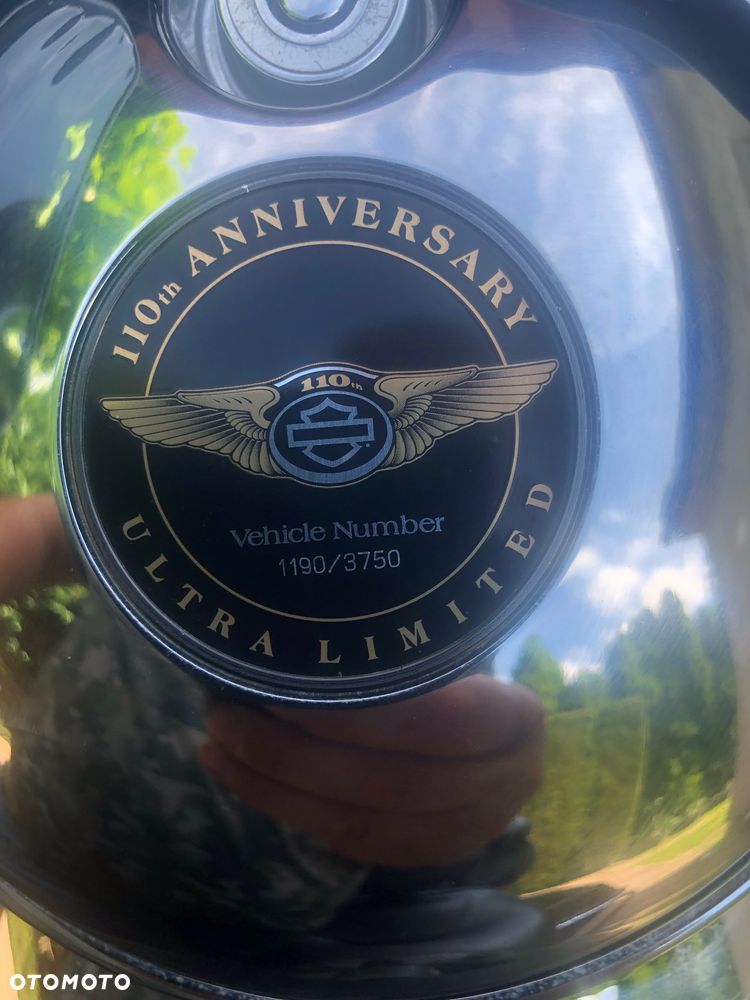 110th ANNIVERSARY
110th
Vehicle Number
1190/3750
ULTRA LIMITED
OTOMOTO